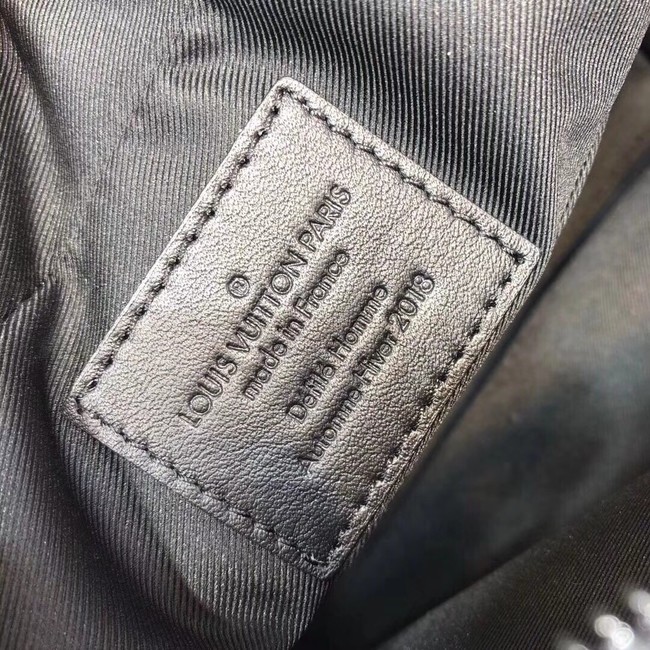 ®
LOUIS VUITTON PARIS
made in France
Défilé Homme
Automne Hiver 2018